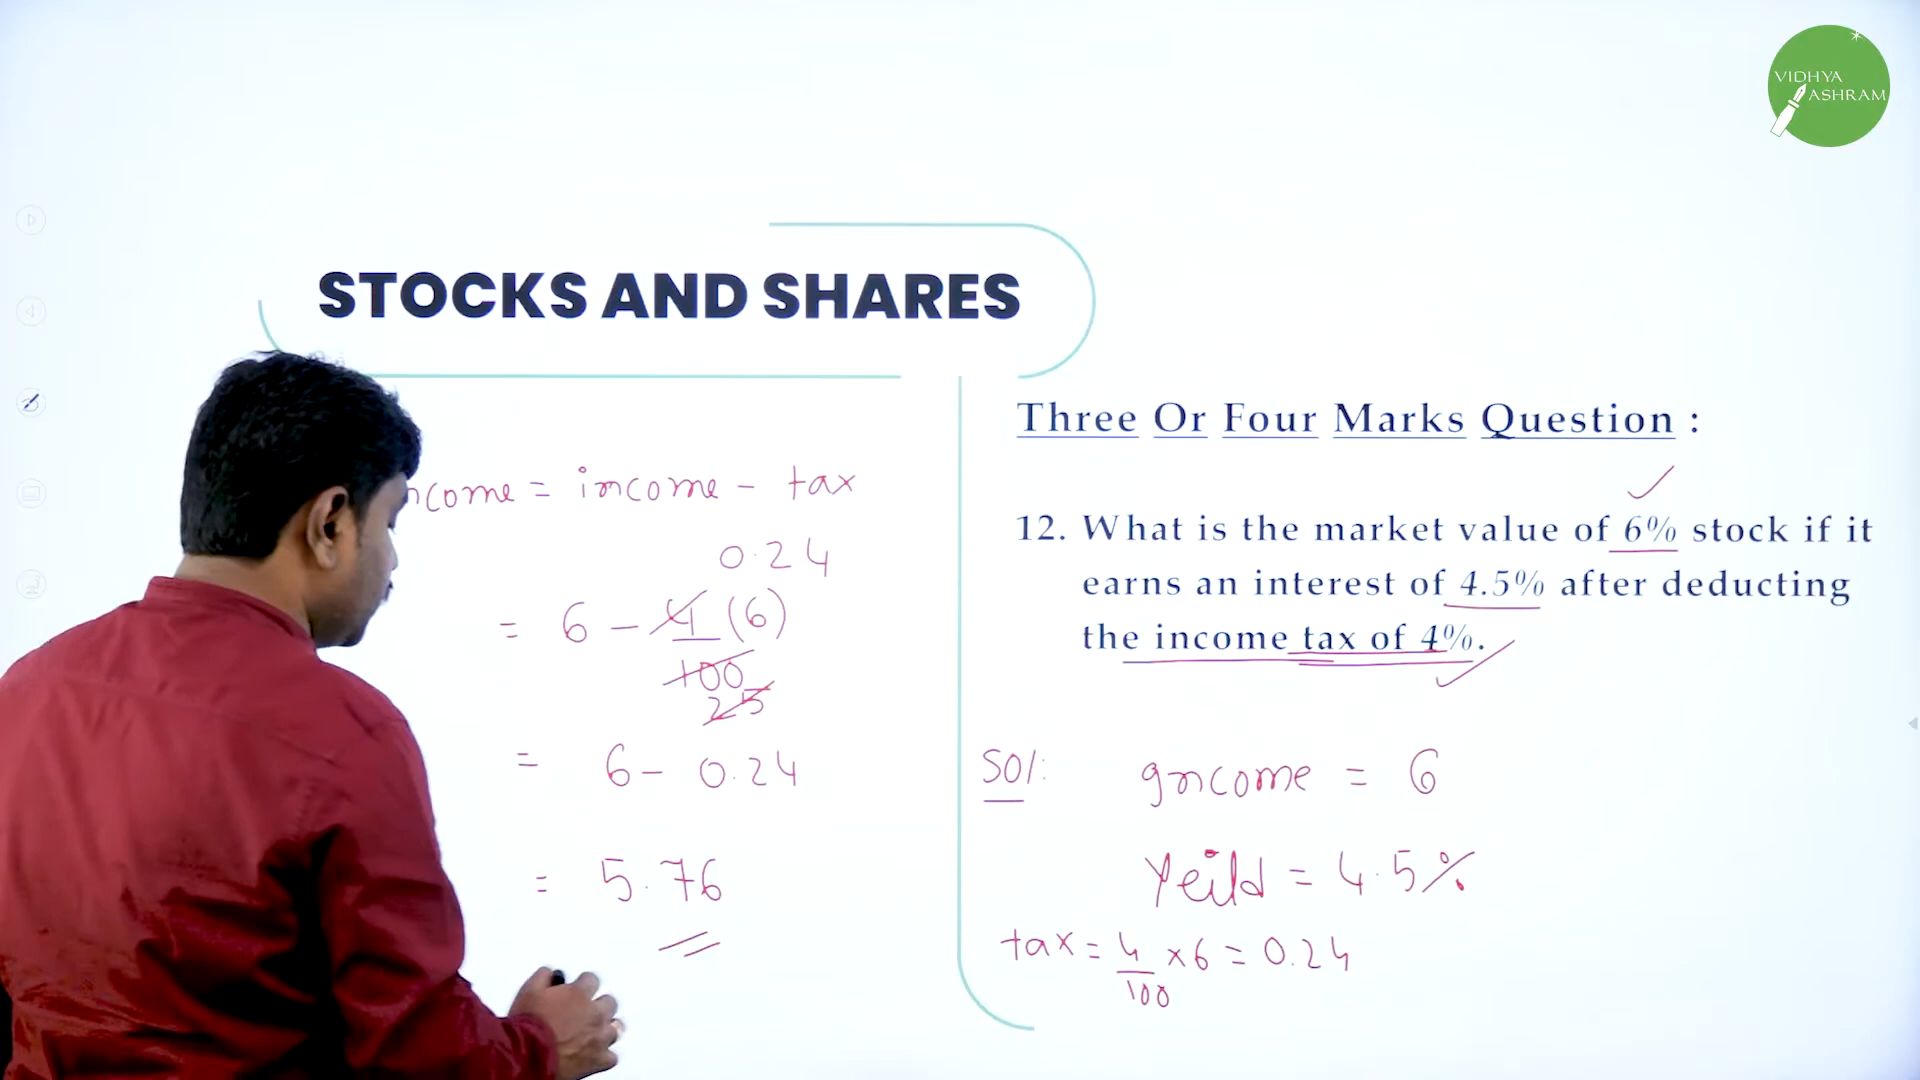 VIDHYA
ASHRAM
STOCKS AND SHARES
ncome = income - tax
0.24
= 6 - 4 (6)
100
25
= 6 - 0.24
= 5.76
Three Or Four Marks Question :
12. What is the market value of 6% stock if it
earns an interest of 4.5% after deducting
the income tax of 4%.
Sol:
Income = 6
Yeild = 4.5%
tax = 4 x 6 = 0.24
100